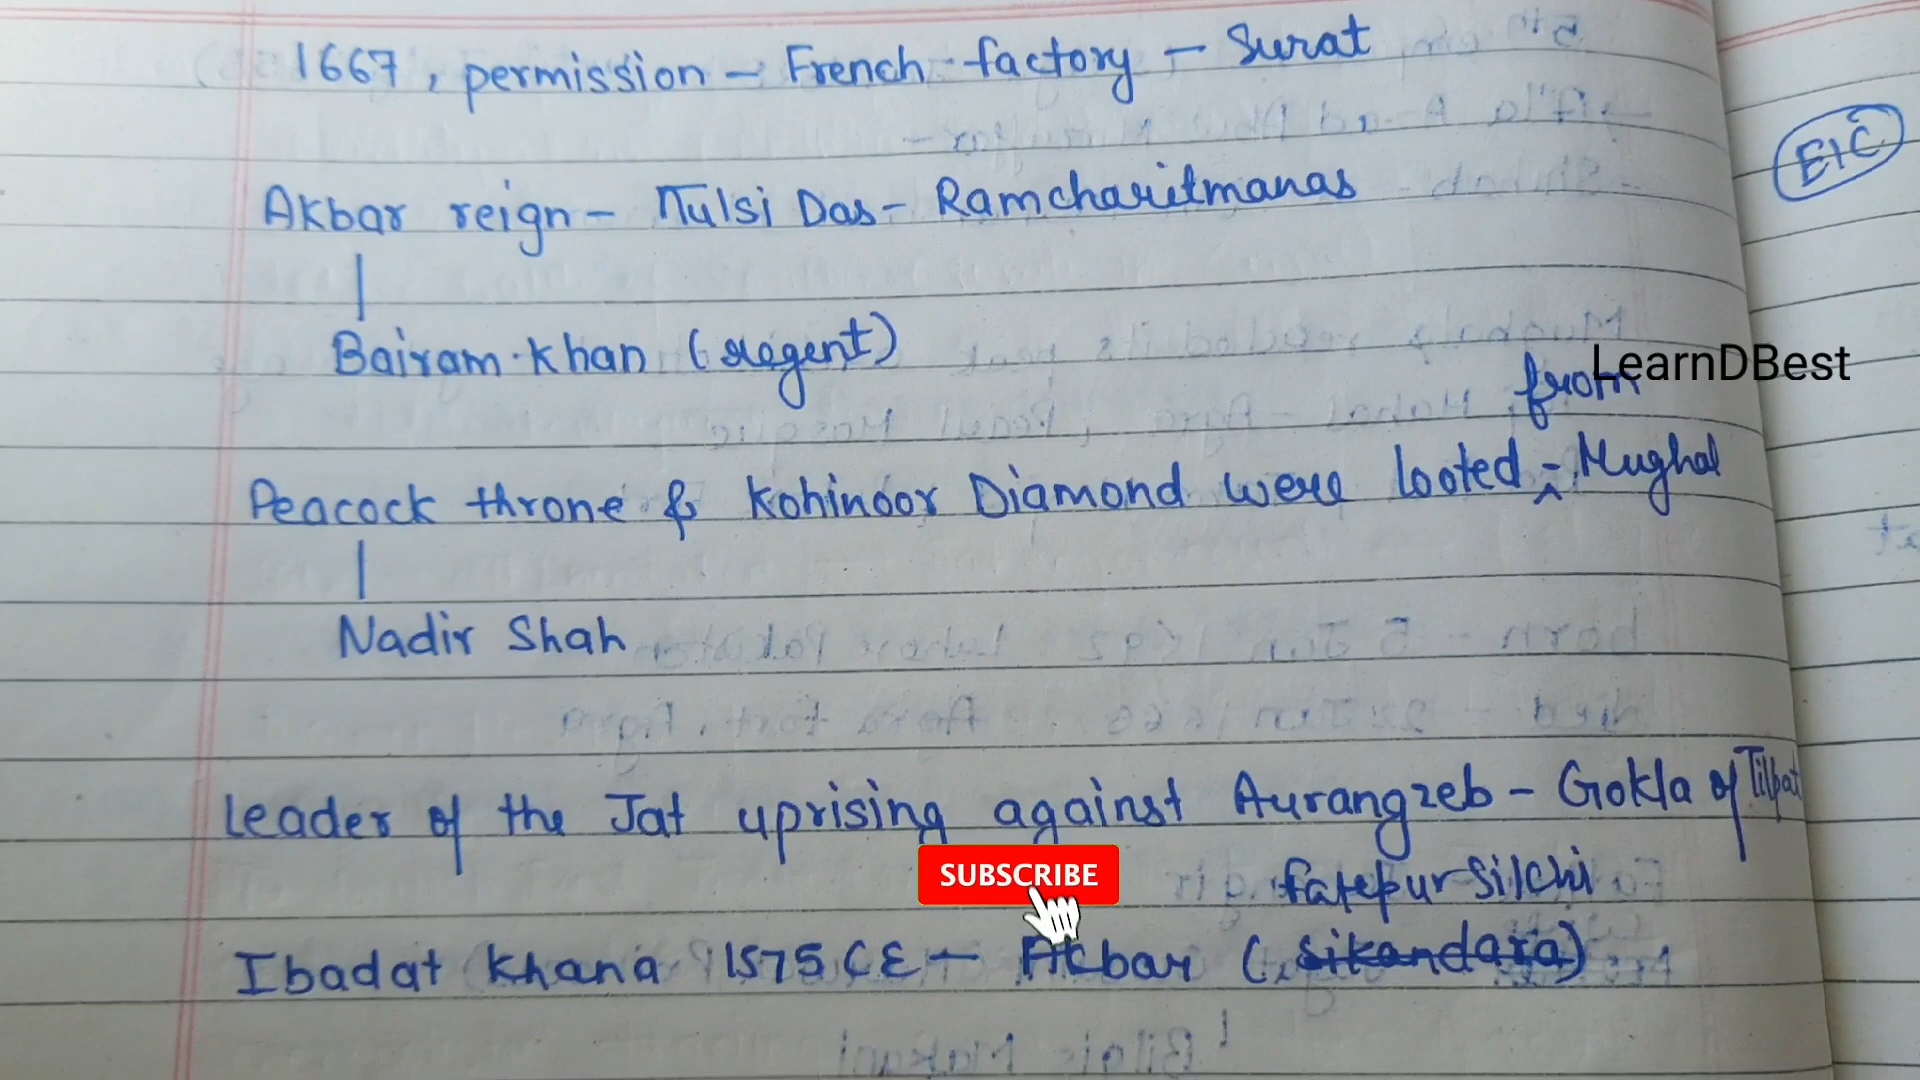 1667, permission - French factory - Surat
EIC
Akbar reign - Tulsi Das - Ramcharitmanas
Bairam Khan (regent)
LearnDBest
from
Peacock throne & Kohinoor Diamond were looted - Mughal
Nadir Shah
leader of the Jat uprising against Aurangzeb - Gokla of Tilpat
SUBSCRIBE
Fatepur Sikhi
Ibadat Khana 1575 CE - Akbar (Sikandara)